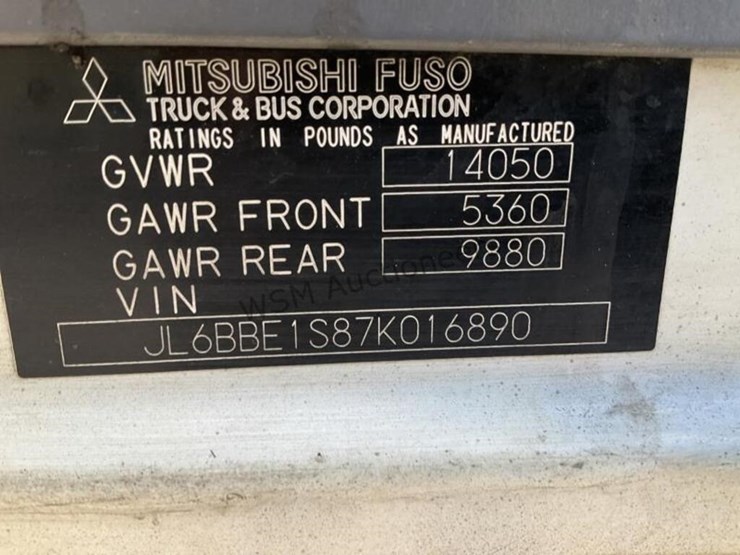 MITSUBISHI FUSO
TRUCK & BUS CORPORATION
RATINGS IN POUNDS AS MANUFACTURED
GVWR 14050
GAWR FRONT 5360
GAWR REAR 9880
VIN
JL6BBE1S87K016890
WSM Auctioneers